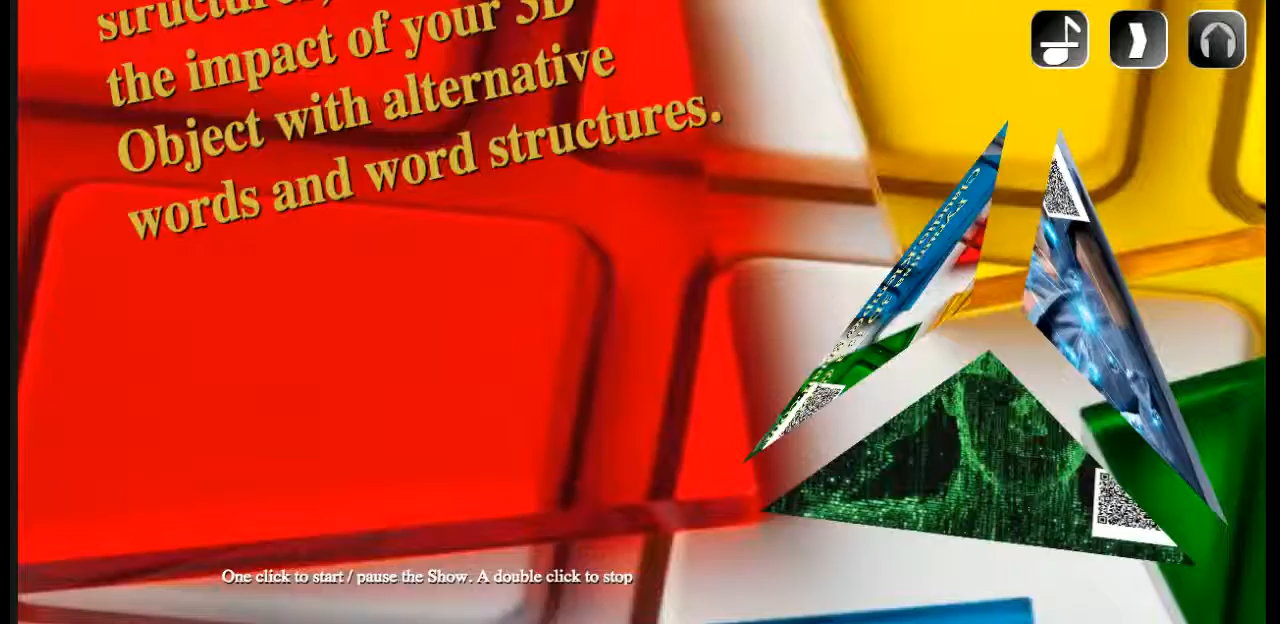 structures,
the impact of your 3D
Object with alternative
words and word structures.
One click to start / pause the Show. A double click to stop